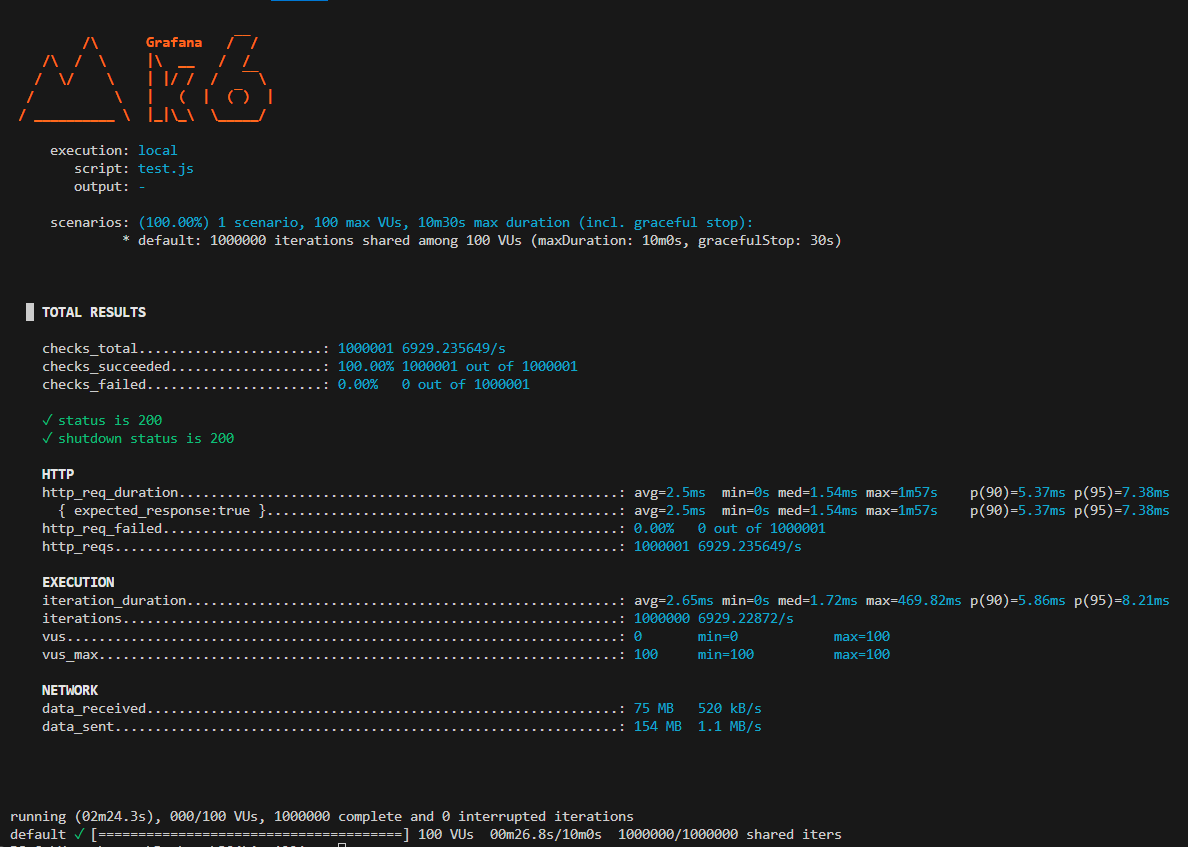 Grafana
execution: local
script: test.js
output: -
scenarios: (100.00%) 1 scenario, 100 max VUs, 10m30s max duration (incl. graceful stop):
* default: 1000000 iterations shared among 100 VUs (maxDuration: 10m0s, gracefulStop: 30s)
TOTAL RESULTS
checks_total.......................: 1000001 6929.235649/s
checks_succeeded...................: 100.00% 1000001 out of 1000001
checks_failed......................: 0.00% 0 out of 1000001
✓ status is 200
✓ shutdown status is 200
HTTP
http_req_duration.......................................................: avg=2.5ms min=0s med=1.54ms max=1m57s p(90)=5.37ms p(95)=7.38ms
{ expected_response:true }............................................: avg=2.5ms min=0s med=1.54ms max=1m57s p(90)=5.37ms p(95)=7.38ms
http_req_failed.........................................................: 0.00% 0 out of 1000001
http_reqs...............................................................: 1000001 6929.235649/s
EXECUTION
iteration_duration......................................................: avg=2.65ms min=0s med=1.72ms max=469.82ms p(90)=5.86ms p(95)=8.21ms
iterations..............................................................: 1000000 6929.22872/s
vus.....................................................................: 0 min=0 max=100
vus_max.................................................................: 100 min=100 max=100
NETWORK
data_received...........................................................: 75 MB 520 kB/s
data_sent...............................................................: 154 MB 1.1 MB/s
running (02m24.3s), 000/100 VUs, 1000000 complete and 0 interrupted iterations
default ✓ [======================================] 100 VUs 00m26.8s/10m0s 1000000/1000000 shared iters